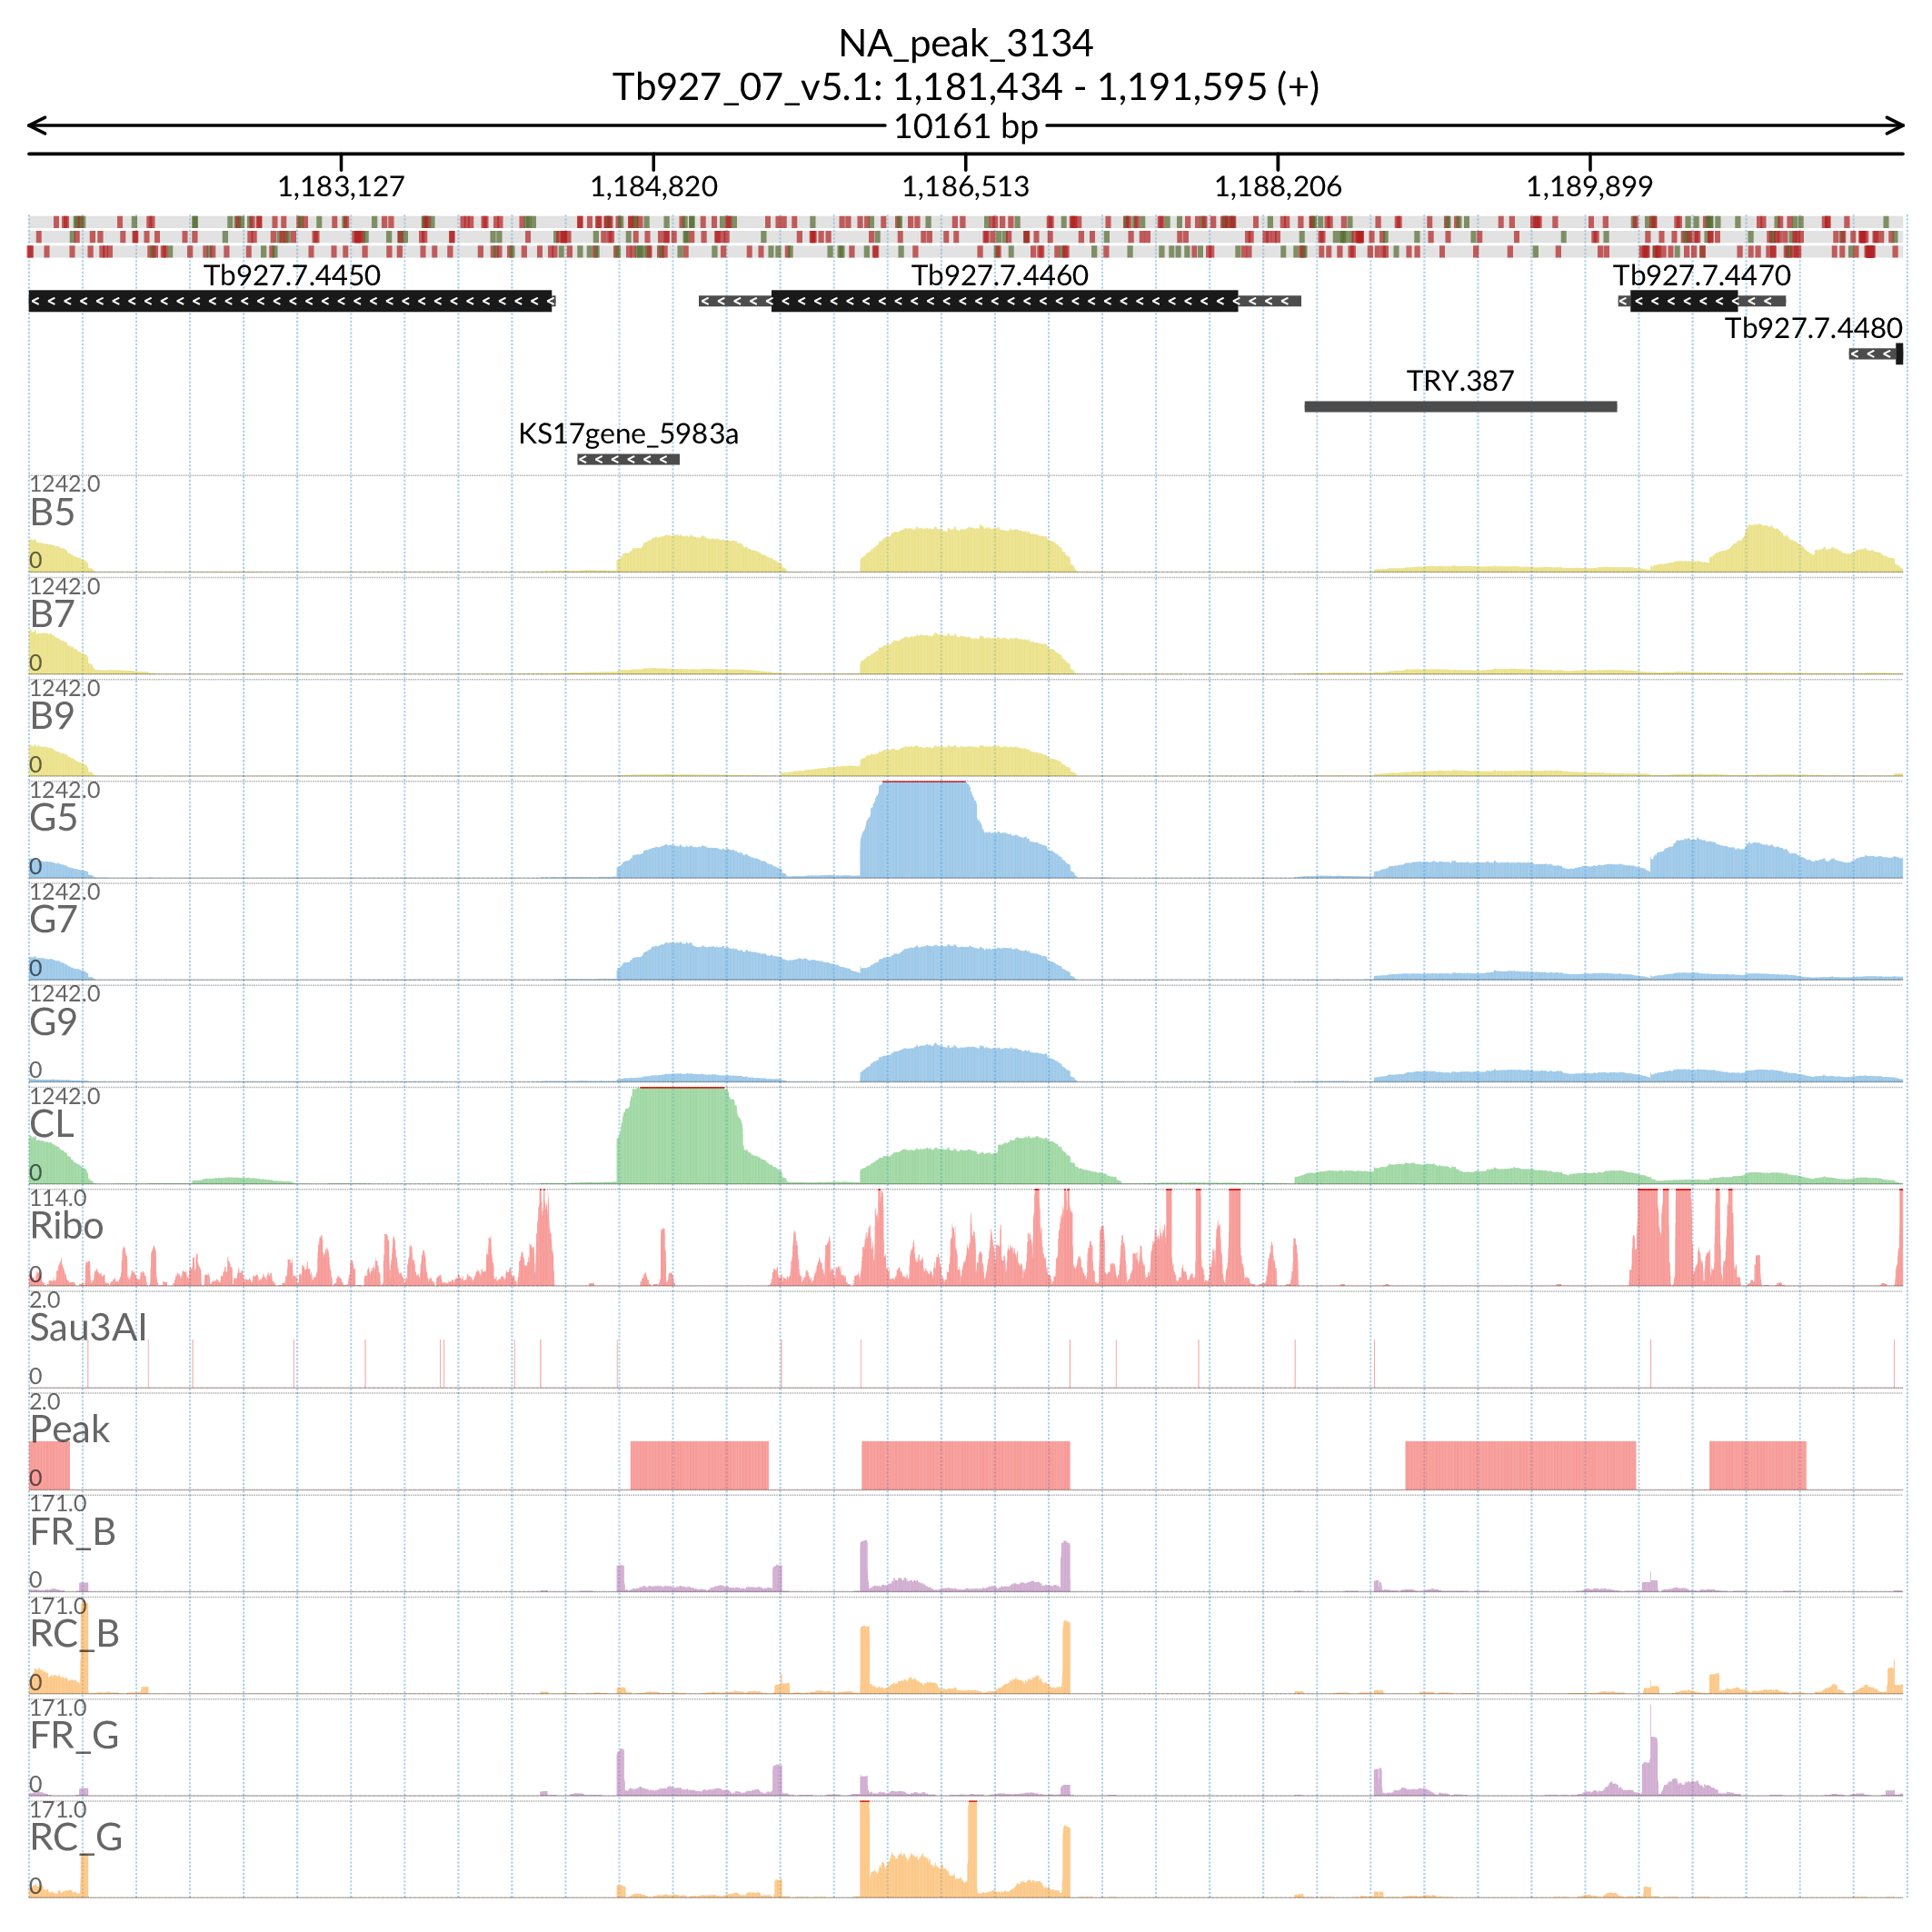 NA_peak_3134
Tb927_07_v5.1: 1,181,434 - 1,191,595 (+)
10161 bp
1,183,127 1,184,820 1,186,513 1,188,206 1,189,899
Tb927.7.4450 Tb927.7.4460 Tb927.7.4470
Tb927.7.4480
TRY.387
KS17gene_5983a
1242.0
B5
0
1242.0
B7
0
1242.0
B9
0
1242.0
G5
0
1242.0
G7
0
1242.0
G9
0
1242.0
CL
0
114.0
Ribo
0
2.0
Sau3AI
0
2.0
Peak
0
171.0
FR_B
0
171.0
RC_B
0
171.0
FR_G
0
171.0
RC_G
0